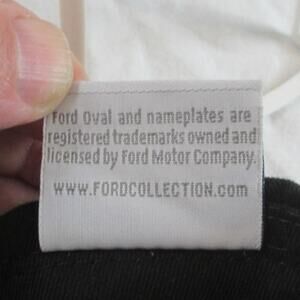 Ford Oval and nameplates are
registered trademarks owned and
licensed by Ford Motor Company.
www.FORDCOLLECTION.com